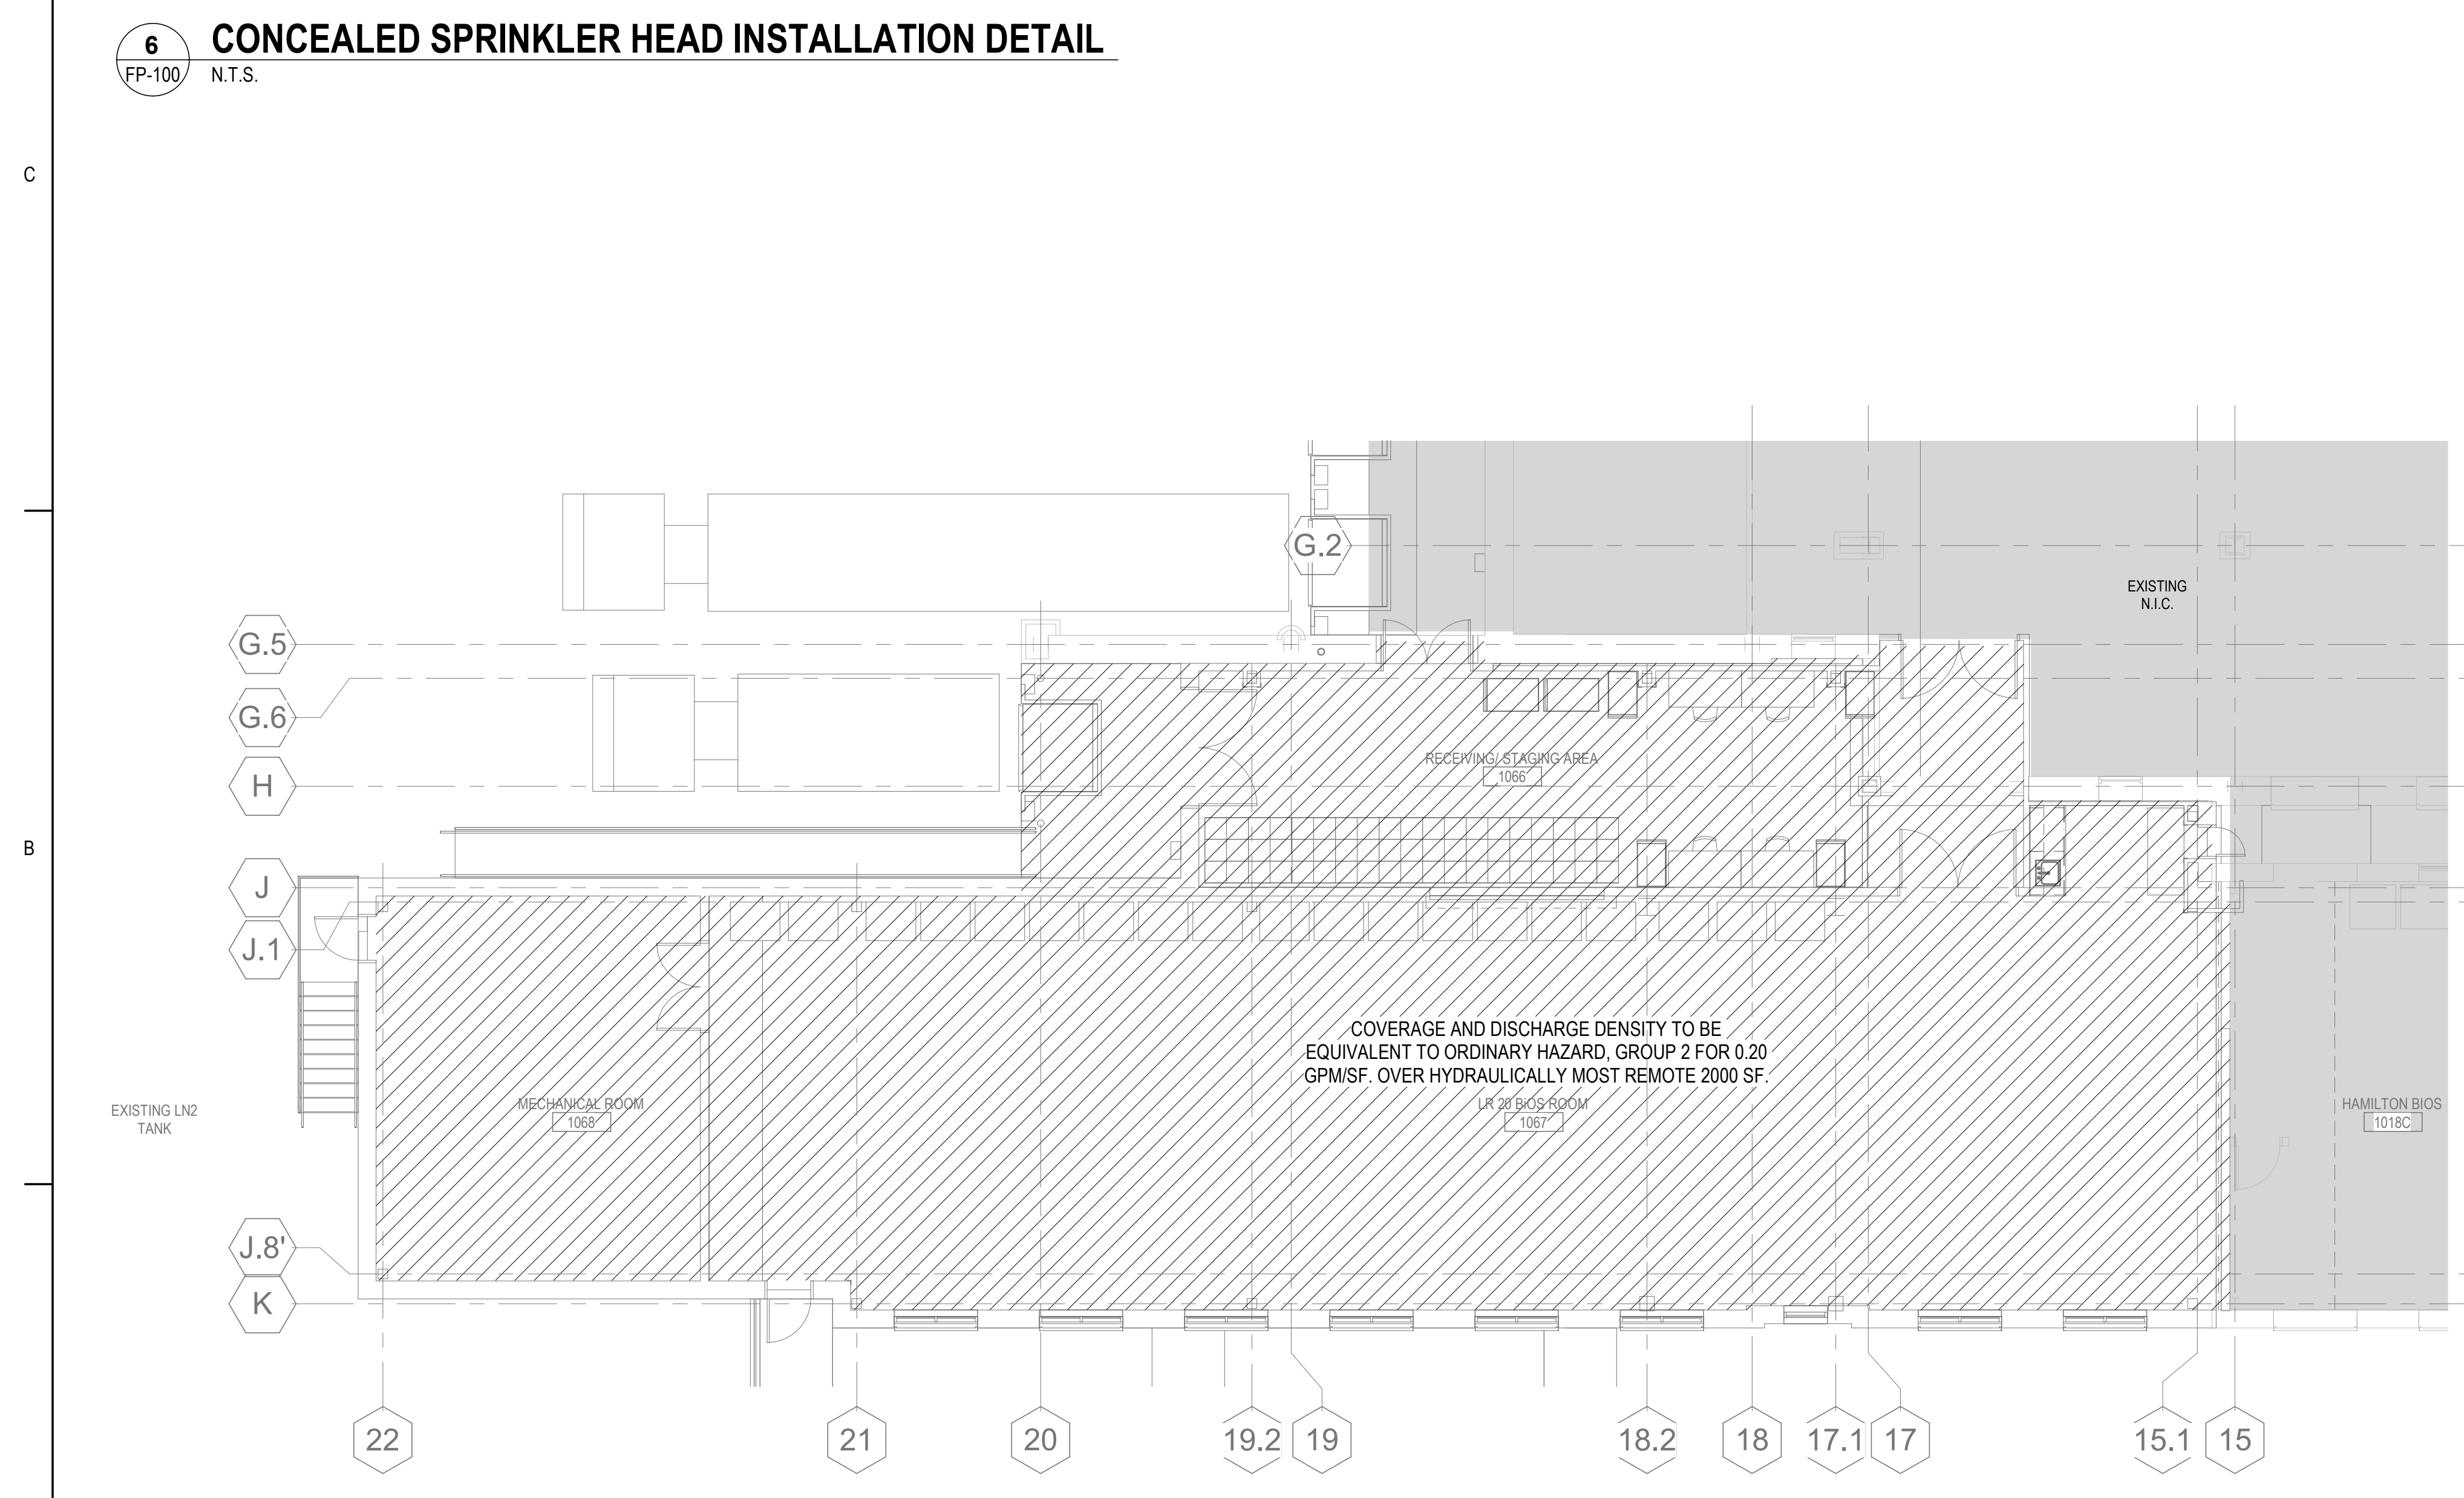 6
CONCEALED SPRINKLER HEAD INSTALLATION DETAIL
FP-100
N.T.S.
C
G.2
EXISTING
N.I.C.
G.5
G.6
RECEIVING/ STAGING AREA
1066
H
B
J
J.1
COVERAGE AND DISCHARGE DENSITY TO BE
EQUIVALENT TO ORDINARY HAZARD, GROUP 2 FOR 0.20
GPM/SF. OVER HYDRAULICALLY MOST REMOTE 2000 SF.
EXISTING LN2
TANK
MECHANICAL ROOM
1068
LR 20 BiOS ROOM
1067
HAMILTON BIOS
1018C
J.8'
K
22
21
20
19.2
19
18.2
18
17.1
17
15.1
15